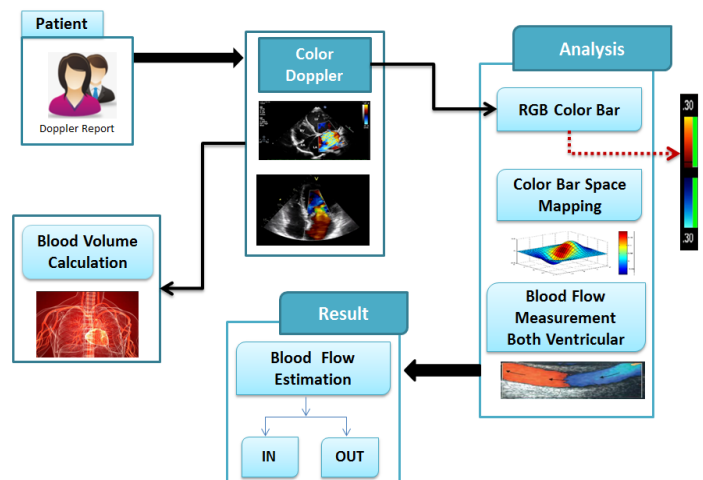 Patient
Doppler Report
Color
Doppler
Blood Volume
Calculation
Analysis
RGB Color Bar
Color Bar Space
Mapping
Blood Flow
Measurement
Both Ventricular
.30
.30
Result
Blood Flow
Estimation
IN
OUT